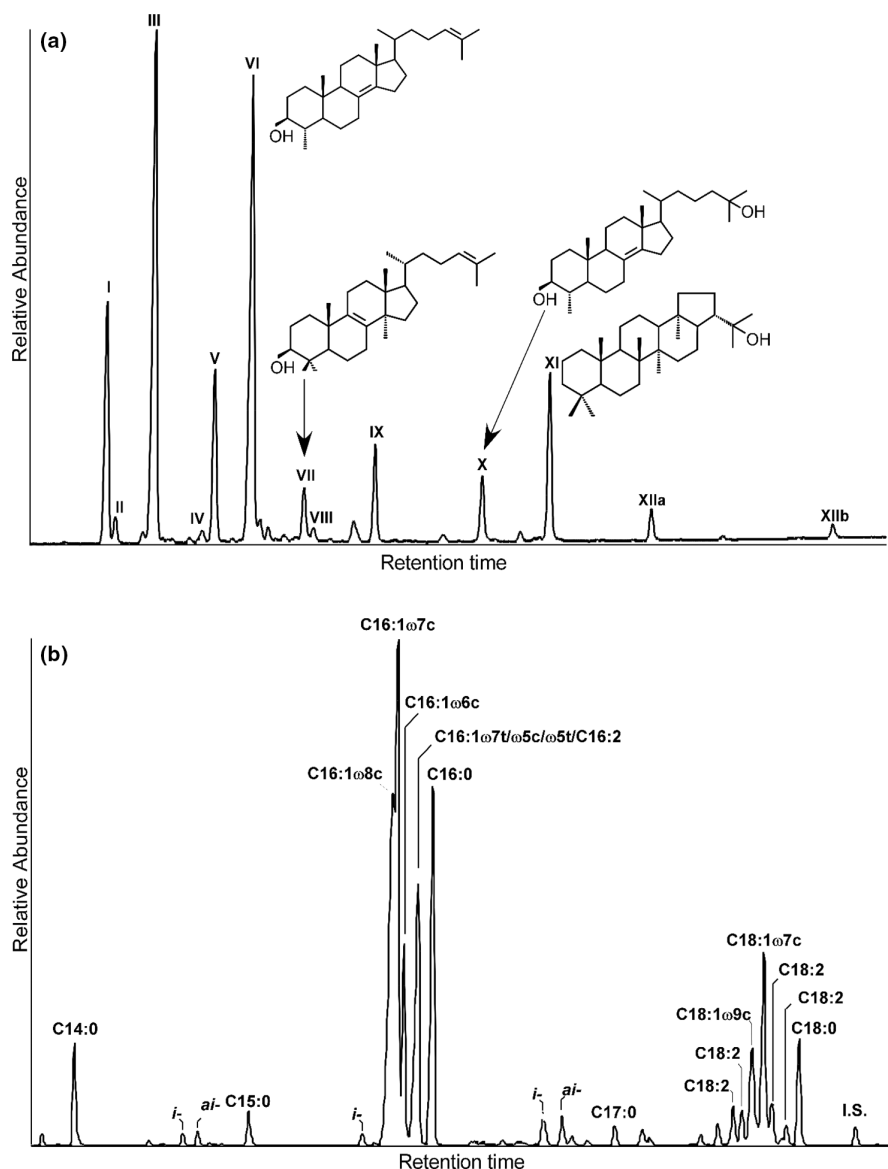 (a)
Relative Abundance
I
II
III
IV
V
VI
OH
VII
VIII
OH
IX
X
OH
OH
XI
OH
XIIa
XIIb
Retention time
(b)
Relative Abundance
C14:0
i-
ai-
C15:0
i-
C16:1ω8c
C16:1ω7c
C16:1ω6c
C16:1ω7t/ω5c/ω5t/C16:2
C16:0
i-
ai-
C17:0
C18:2
C18:2
C18:1ω9c
C18:1ω7c
C18:2
C18:2
C18:0
I.S.
Retention time